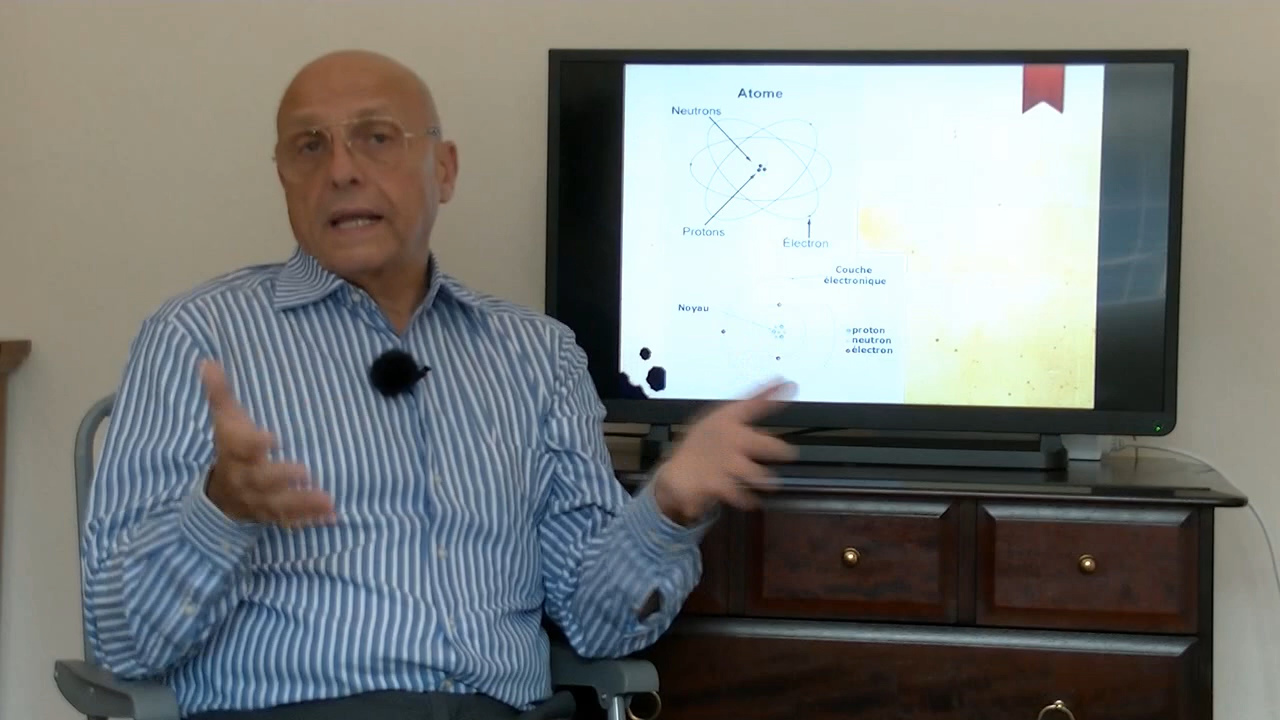 Atome
Neutrons
Protons
Électron
Couche
électronique
Noyau
proton
neutron
électron